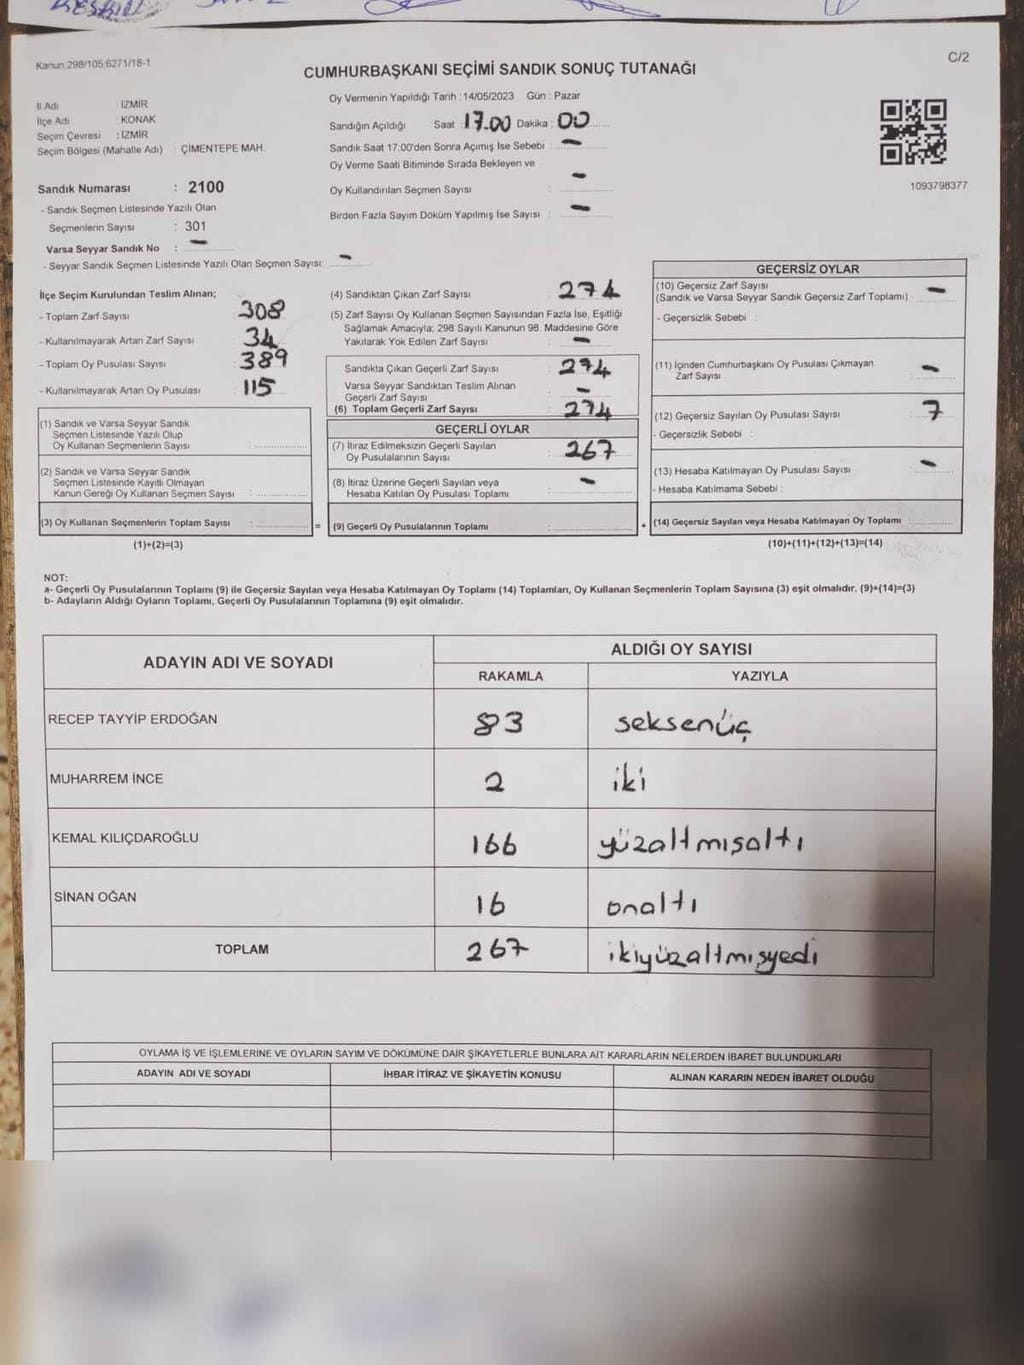 Kanun:298/105;6271/18-1
C/2
CUMHURBAŞKANI SEÇİMİ SANDIK SONUÇ TUTANAĞI
İl Adı : İZMİR
İlçe Adı : KONAK
Seçim Çevresi : İZMİR
Seçim Bölgesi (Mahalle Adı) : ÇİMENTEPE MAH.
Oy Vermenin Yapıldığı Tarih : 14/05/2023 Gün : Pazar
Sandığın Açıldığı Saat : 17.00 Dakika : 00
Sandık Saat 17:00'den Sonra Açımış İse Sebebi : -
Oy Verme Saati Bitiminde Sırada Bekleyen ve
Oy Kullandırılan Seçmen Sayısı : -
Birden Fazla Sayım Döküm Yapılmış İse Sayısı : -
1093798377
Sandık Numarası : 2100
- Sandık Seçmen Listesinde Yazılı Olan
Seçmenlerin Sayısı : 301
Varsa Seyyar Sandık No : -
- Seyyar Sandık Seçmen Listesinde Yazılı Olan Seçmen Sayısı: -
İlçe Seçim Kurulundan Teslim Alınan;
- Toplam Zarf Sayısı : 308
- Kullanılmayarak Artan Zarf Sayısı : 34
- Toplam Oy Pusulası Sayısı : 389
- Kullanılmayarak Artan Oy Pusulası : 115
(1) Sandık ve Varsa Seyyar Sandık
Seçmen Listesinde Yazılı Olup
Oy Kullanan Seçmenlerin Sayısı :
(2) Sandık ve Varsa Seyyar Sandık
Seçmen Listesinde Kayıtlı Olmayan
Kanun Gereği Oy Kullanan Seçmen Sayısı :
(3) Oy Kullanan Seçmenlerin Toplam Sayısı :
(1)+(2)=(3)
=
(4) Sandıktan Çıkan Zarf Sayısı : 274
(5) Zarf Sayısı Oy Kullanan Seçmen Sayısından Fazla İse, Eşitliği
Sağlamak Amacıyla; 298 Sayılı Kanunun 98. Maddesine Göre
Yakılarak Yok Edilen Zarf Sayısı : -
Sandıkta Çıkan Geçerli Zarf Sayısı : 274
Varsa Seyyar Sandıktan Teslim Alınan
Geçerli Zarf Sayısı : -
(6) Toplam Geçerli Zarf Sayısı : 274
GEÇERLİ OYLAR
(7) İtiraz Edilmeksizin Geçerli Sayılan
Oy Pusulalarının Sayısı : 267
(8) İtiraz Üzerine Geçerli Sayılan veya
Hesaba Katılan Oy Pusulası Toplamı : -
(9) Geçerli Oy Pusulalarının Toplamı :
+
GEÇERSİZ OYLAR
(10) Geçersiz Zarf Sayısı
(Sandık ve Varsa Seyyar Sandık Geçersiz Zarf Toplamı) : -
- Geçersizlik Sebebi :
(11) İçinden Cumhurbaşkanı Oy Pusulası Çıkmayan
Zarf Sayısı : -
(12) Geçersiz Sayılan Oy Pusulası Sayısı : 7
- Geçersizlik Sebebi :
(13) Hesaba Katılmayan Oy Pusulası Sayısı : -
- Hesaba Katılmama Sebebi :
(14) Geçersiz Sayılan veya Hesaba Katılmayan Oy Toplamı :
(10)+(11)+(12)+(13)=(14)
NOT:
a- Geçerli Oy Pusulalarının Toplamı (9) ile Geçersiz Sayılan veya Hesaba Katılmayan Oy Toplamı (14) Toplamları, Oy Kullanan Seçmenlerin Toplam Sayısına (3) eşit olmalıdır. (9)+(14)=(3)
b- Adayların Aldığı Oyların Toplamı, Geçerli Oy Pusulalarının Toplamına (9) eşit olmalıdır.
ADAYIN ADI VE SOYADI
ALDIĞI OY SAYISI
RAKAMLA YAZIYLA
RECEP TAYYİP ERDOĞAN 83 seksenüç
MUHARREM İNCE 2 iki
KEMAL KILIÇDAROĞLU 166 yüzaltmışaltı
SİNAN OĞAN 16 onaltı
TOPLAM 267 ikiyüzaltmışyedi
OYLAMA İŞ VE İŞLEMLERİNE VE OYLARIN SAYIM VE DÖKÜMÜNE DAİR ŞİKAYETLERLE BUNLARA AİT KARARLARIN NELERDEN İBARET BULUNDUKLARI
ADAYIN ADI VE SOYADI İHBAR İTİRAZ VE ŞİKAYETİN KONUSU ALINAN KARARIN NEDEN İBARET OLDUĞU